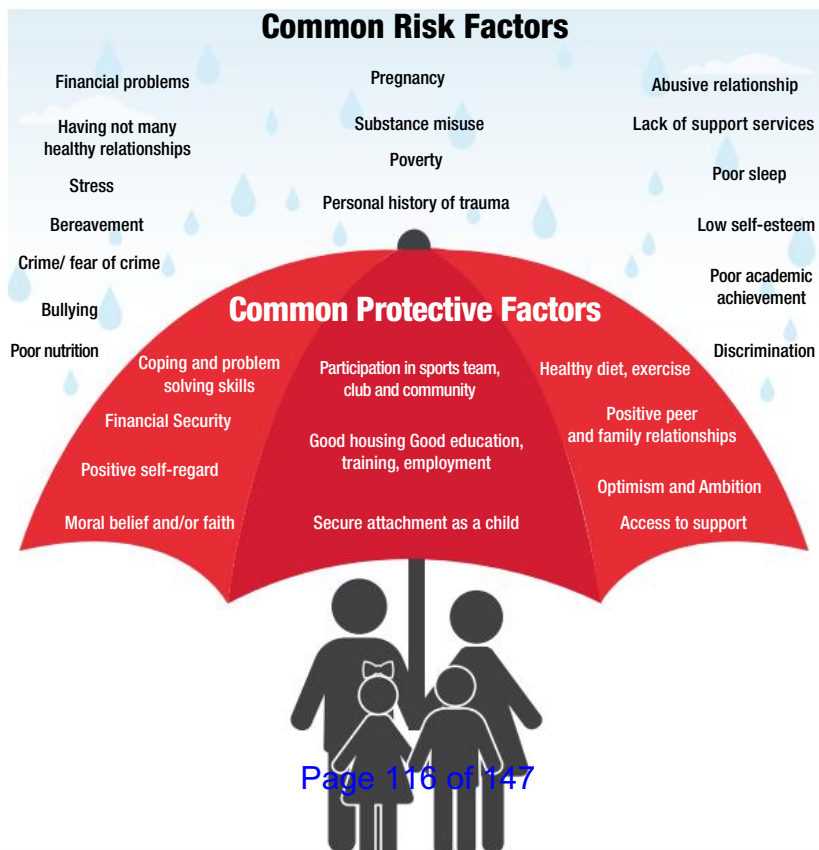 Common Risk Factors
Financial problems
Having not many
healthy relationships
Stress
Bereavement
Crime/ fear of crime
Bullying
Poor nutrition
Pregnancy
Substance misuse
Poverty
Personal history of trauma
Abusive relationship
Lack of support services
Poor sleep
Low self-esteem
Poor academic
achievement
Discrimination
Common Protective Factors
Coping and problem
solving skills
Financial Security
Positive self-regard
Moral belief and/or faith
Participation in sports team,
club and community
Good housing Good education,
training, employment
Secure attachment as a child
Healthy diet, exercise
Positive peer
and family relationships
Optimism and Ambition
Access to support
Page 116 of 147